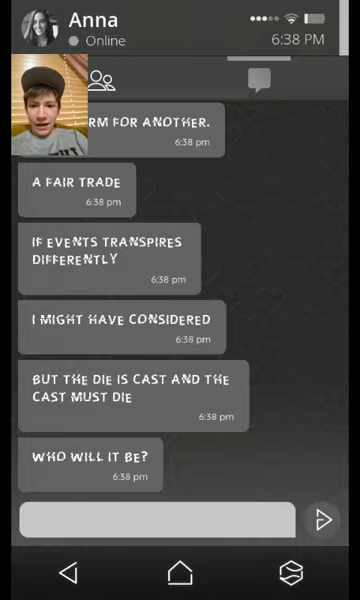 Anna
Online
6:38 PM
FOR ANOTHER.
6:38 pm
A FAIR TRADE
6:38 pm
IF EVENTS TRANSPIRES
DIFFERENTLY
6:38 pm
I MIGHT HAVE CONSIDERED
6:38 pm
BUT THE DIE IS CAST AND THE
CAST MUST DIE
6:38 pm
WHO WILL IT BE?
6:38 pm